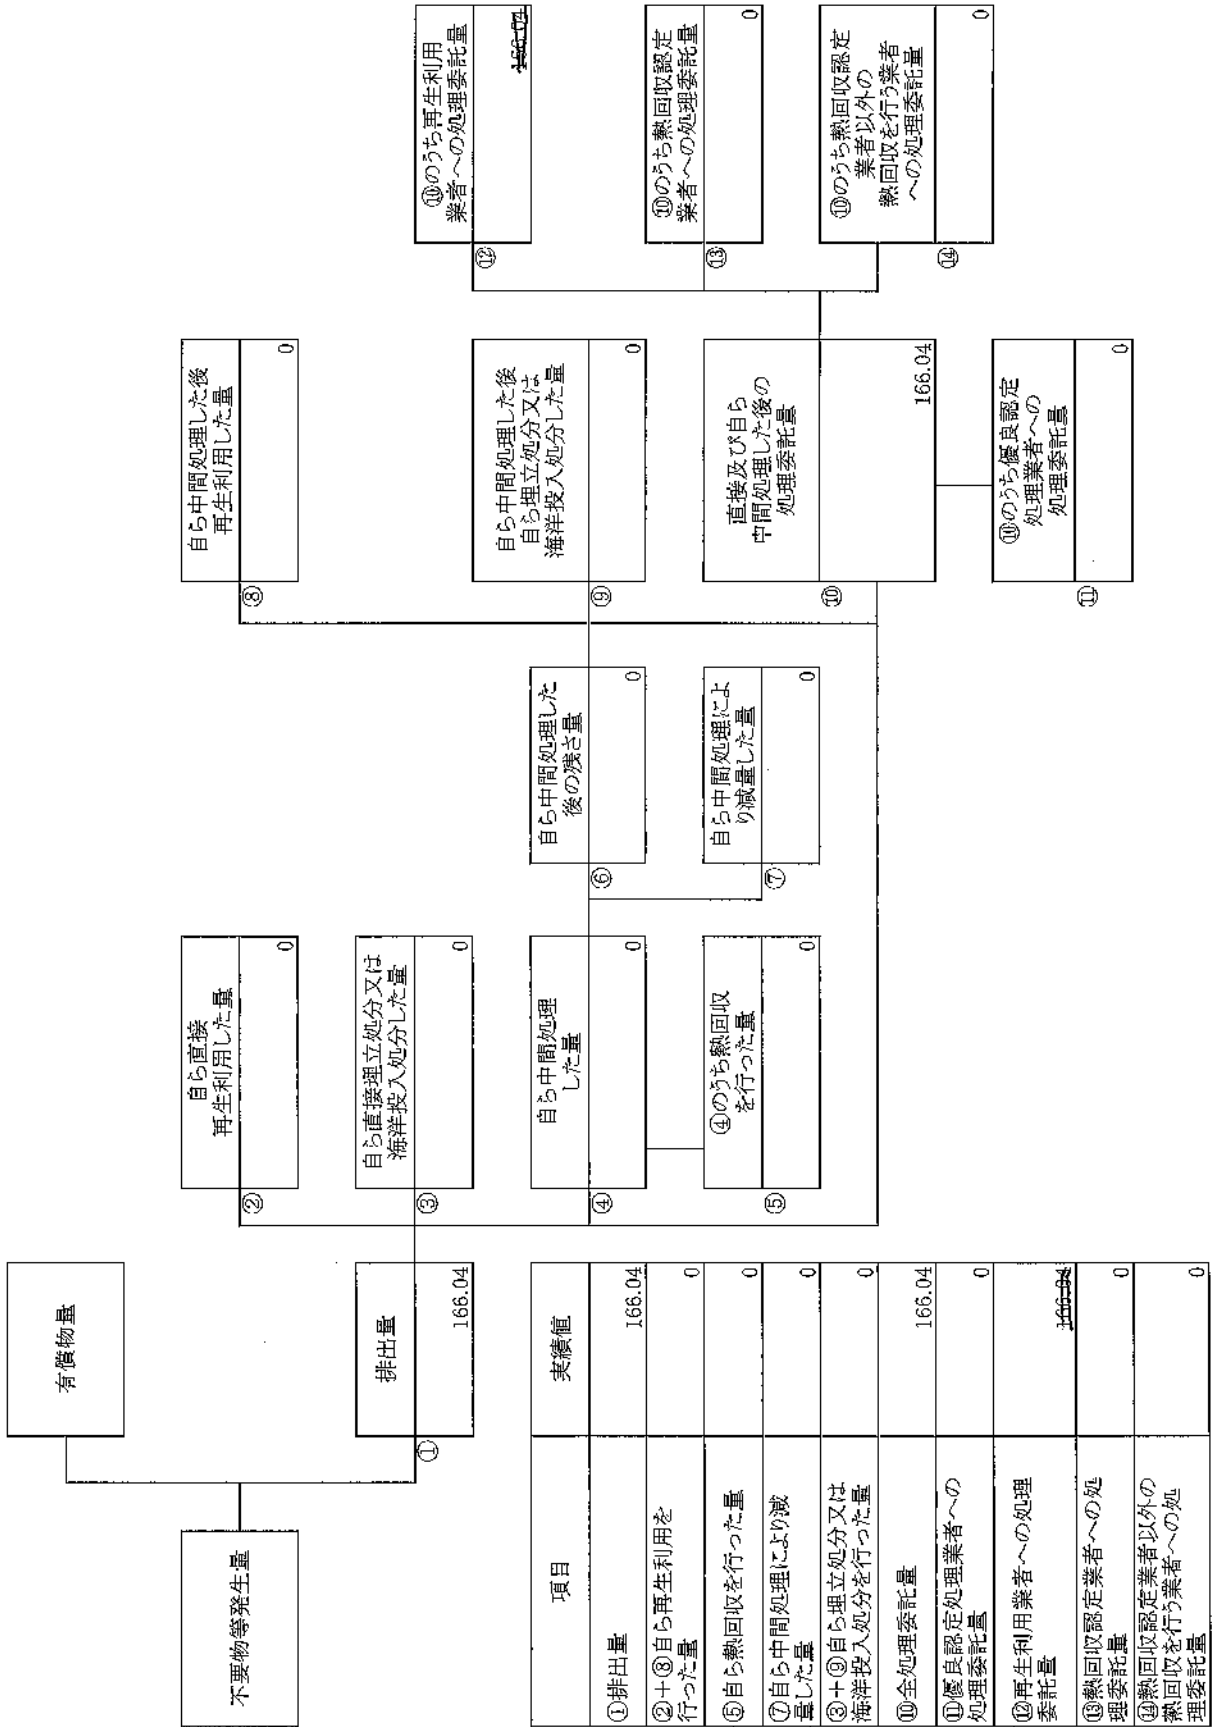 不要物等発生量
有償物量
①
排出量
166.04
②
自ら直接
再生利用した量
0
③
自ら直接埋立処分又は
海洋投入処分した量
0
④
自ら中間処理
した量
0
⑤
④のうち熱回収
を行った量
0
⑥
自ら中間処理した
後の残さ量
0
⑦
自ら中間処理によ
り減量した量
0
⑧
自ら中間処理した後
再生利用した量
0
⑨
自ら中間処理した後
自ら埋立処分又は
海洋投入処分した量
0
⑩
直接及び自ら
中間処理した後の
処理委託量
166.04
⑪
⑩のうち優良認定
処理業者への
処理委託量
0
⑫
⑩のうち再生利用
業者への処理委託量
166.04
⑬
⑩のうち熱回収認定
業者への処理委託量
0
⑭
⑩のうち熱回収認定
業者以外の
熱回収を行う業者
への処理委託量
0
項目 実績値
①排出量 166.04
②+⑧自ら再生利用を
行った量 0
⑤自ら熱回収を行った量 0
⑦自ら中間処理により減
量した量 0
③+⑨自ら埋立処分又は
海洋投入処分を行った量 0
⑩全処理委託量 166.04
⑪優良認定処理業者への
処理委託量 0
⑫再生利用業者への処理
委託量 166.04
⑬熱回収認定業者への処
理委託量 0
⑭熱回収認定業者以外の
熱回収を行う業者への処
理委託量 0